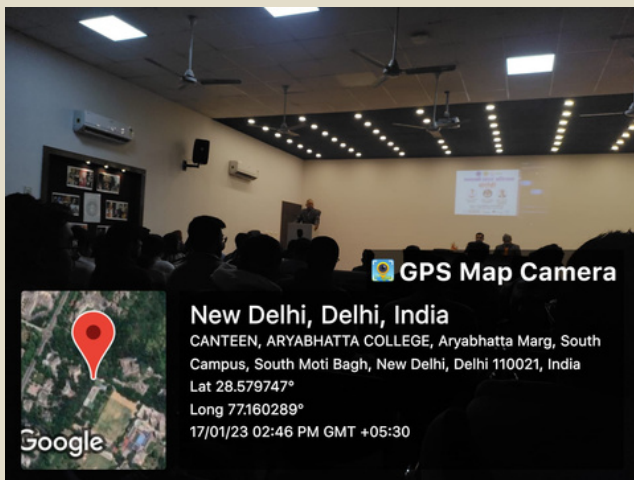 GPS Map Camera
New Delhi, Delhi, India
CANTEEN, ARYABHATTA COLLEGE, Aryabhatta Marg, South
Campus, South Moti Bagh, New Delhi, Delhi 110021, India
Lat 28.579747°
Long 77.160289°
17/01/23 02:46 PM GMT +05:30
Google